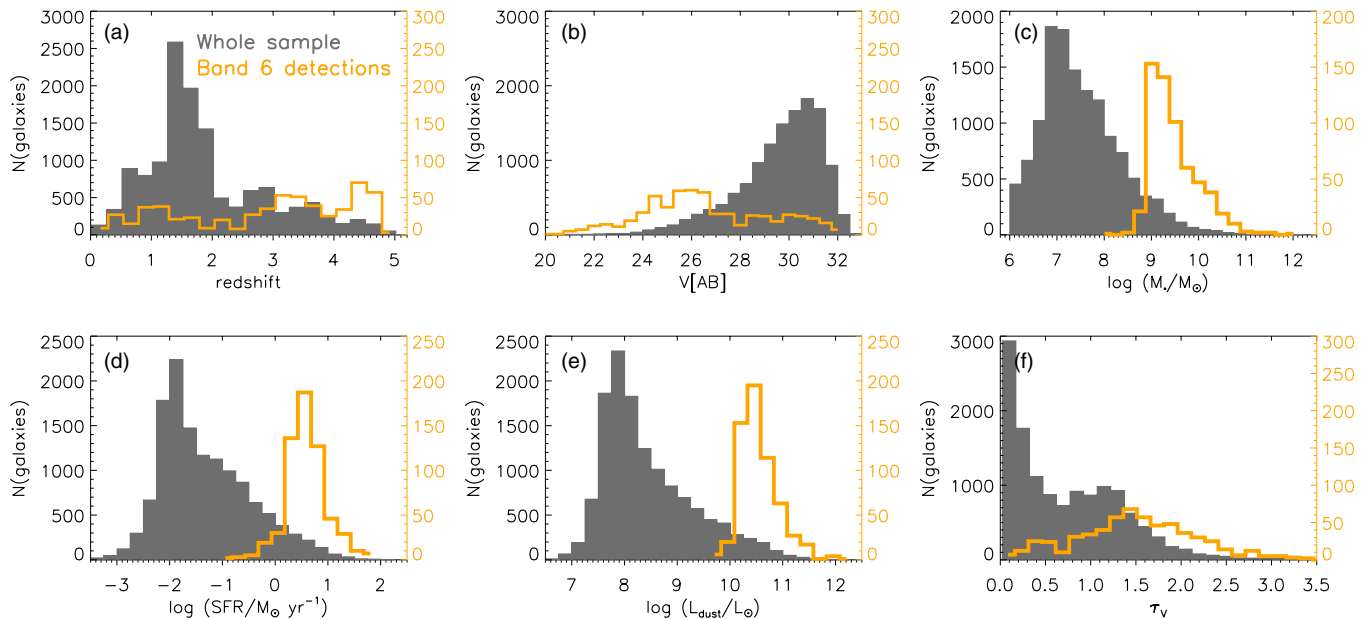 (a)
Whole sample
Band 6 detections
N(galaxies)
3000
2500
2000
1500
1000
500
0
300
250
200
150
100
50
0
0 1 2 3 4 5
redshift
(b)
N(galaxies)
3000
2000
1000
0
300
250
200
150
100
50
0
20 22 24 26 28 30 32
V[AB]
(c)
N(galaxies)
2000
1500
1000
500
0
200
150
100
50
0
6 7 8 9 10 11 12
log (M*/M⊙)
(d)
N(galaxies)
2500
2000
1500
1000
500
0
250
200
150
100
50
0
−3 −2 −1 0 1 2
log (SFR/M⊙ yr⁻¹)
(e)
N(galaxies)
2500
2000
1500
1000
500
0
250
200
150
100
50
0
7 8 9 10 11 12
log (L_dust/L⊙)
(f)
N(galaxies)
3000
2000
1000
0
300
250
200
150
100
50
0
0.0 0.5 1.0 1.5 2.0 2.5 3.0 3.5
τ_V